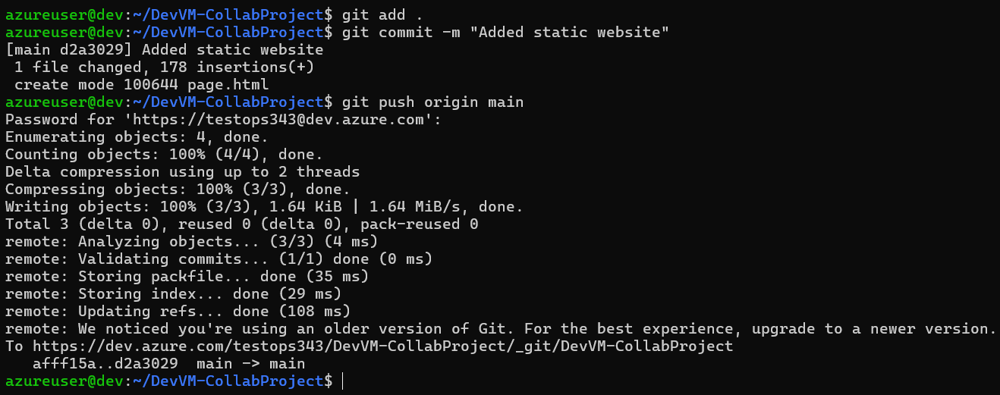 azureuser@dev:~/DevVM-CollabProject$ git add .
azureuser@dev:~/DevVM-CollabProject$ git commit -m "Added static website"
[main d2a3029] Added static website
 1 file changed, 178 insertions(+)
 create mode 100644 page.html
azureuser@dev:~/DevVM-CollabProject$ git push origin main
Password for 'https://testops343@dev.azure.com':
Enumerating objects: 4, done.
Counting objects: 100% (4/4), done.
Delta compression using up to 2 threads
Compressing objects: 100% (3/3), done.
Writing objects: 100% (3/3), 1.64 KiB | 1.64 MiB/s, done.
Total 3 (delta 0), reused 0 (delta 0), pack-reused 0
remote: Analyzing objects... (3/3) (4 ms)
remote: Validating commits... (1/1) done (0 ms)
remote: Storing packfile... done (35 ms)
remote: Storing index... done (29 ms)
remote: Updating refs... done (108 ms)
remote: We noticed you're using an older version of Git. For the best experience, upgrade to a newer version.
To https://dev.azure.com/testops343/DevVM-CollabProject/_git/DevVM-CollabProject
   afff15a..d2a3029  main -> main
azureuser@dev:~/DevVM-CollabProject$